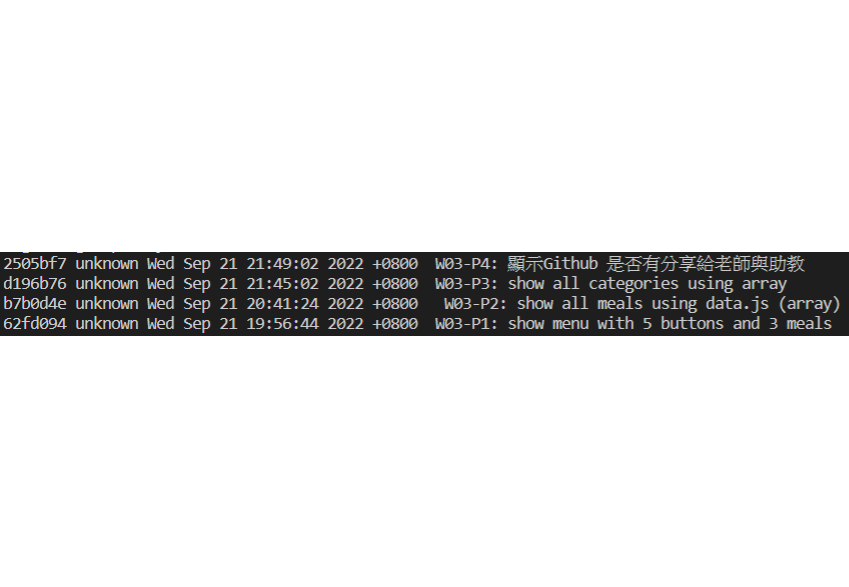 2505bf7 unknown Wed Sep 21 21:49:02 2022 +0800  W03-P4: 顯示Github 是否有分享給老師與助教
d196b76 unknown Wed Sep 21 21:45:02 2022 +0800  W03-P3: show all categories using array
b7b0d4e unknown Wed Sep 21 20:41:24 2022 +0800   W03-P2: show all meals using data.js (array)
62fd094 unknown Wed Sep 21 19:56:44 2022 +0800  W03-P1: show menu with 5 buttons and 3 meals